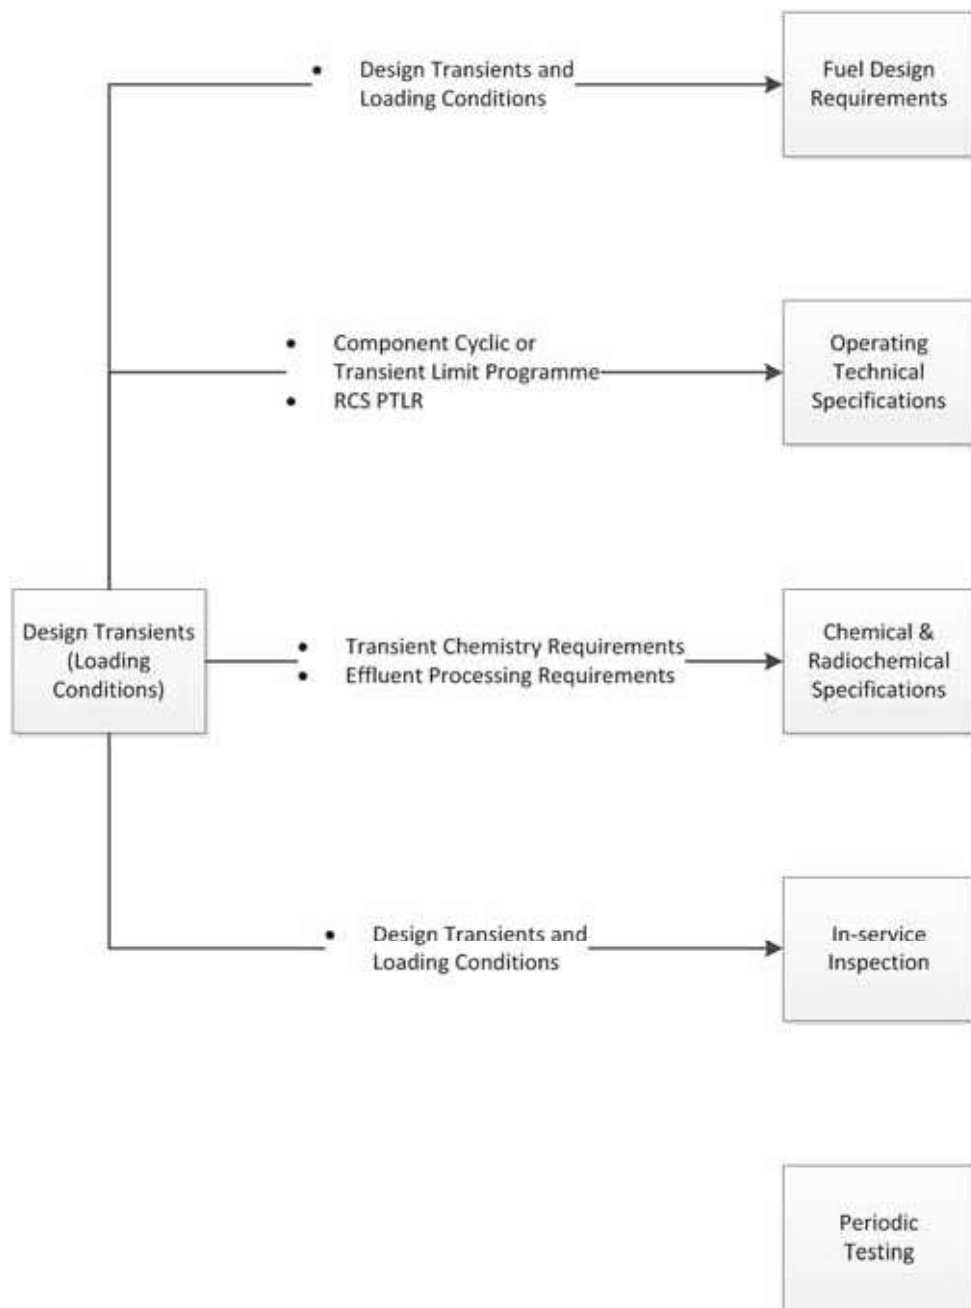 • Design Transients and
Loading Conditions
Fuel Design
Requirements
• Component Cyclic or
Transient Limit Programme
• RCS PTLR
Operating
Technical
Specifications
Design Transients
(Loading
Conditions)
• Transient Chemistry Requirements
• Effluent Processing Requirements
Chemical &
Radiochemical
Specifications
• Design Transients and
Loading Conditions
In-service
Inspection
Periodic
Testing